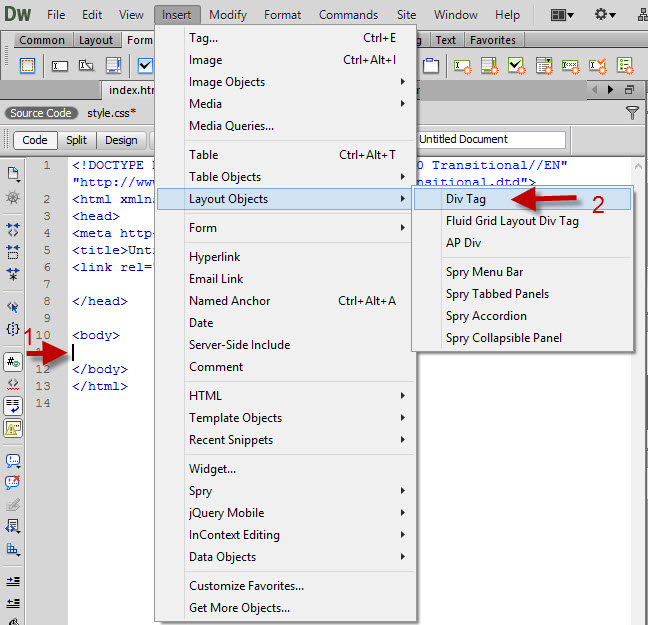 Dw File Edit View Insert Modify Format Commands Site Window Help
Common Layout Form Text Favorites
index.htm
Source Code style.css*
Code Split Design Untitled Document
Tag... Ctrl+E
Image Ctrl+Alt+I
Image Objects
Media
Media Queries...
Table Ctrl+Alt+T
Table Objects
Layout Objects
Form
Hyperlink
Email Link
Named Anchor Ctrl+Alt+A
Date
Server-Side Include
Comment
HTML
Template Objects
Recent Snippets
Widget...
Spry
jQuery Mobile
InContext Editing
Data Objects
Customize Favorites...
Get More Objects...
Div Tag 2
Fluid Grid Layout Div Tag
AP Div
Spry Menu Bar
Spry Tabbed Panels
Spry Accordion
Spry Collapsible Panel
1 <!DOCTYPE 0 Transitional//EN"
"http://www nsitional.dtd">
2 <html xmlns
3 <head>
4 <meta http-
5 <title>Unti
6 <link rel=
7
8 </head>
9
10 <body>
1
12 </body>
13 </html>
14